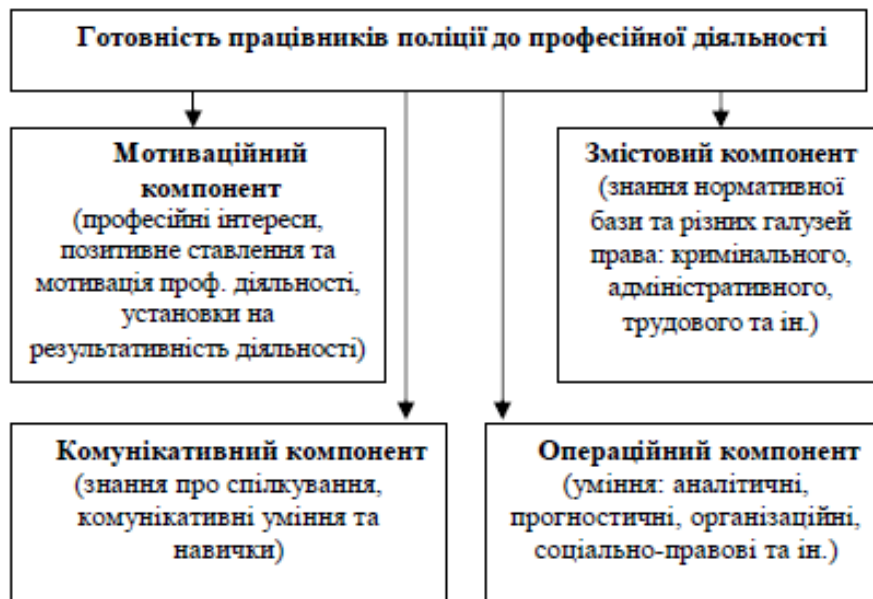 Готовність працівників поліції до професійної діяльності
Мотиваційний
компонент
(професійні інтереси,
позитивне ставлення та
мотивація проф. діяльності,
установки на
результативність діяльності)
Змістовий компонент
(знання нормативної
бази та різних галузей
права: кримінального,
адміністративного,
трудового та ін.)
Комунікативний компонент
(знання про спілкування,
комунікативні уміння та
навички)
Операційний компонент
(уміння: аналітичні,
прогностичні, організаційні,
соціально-правові та ін.)